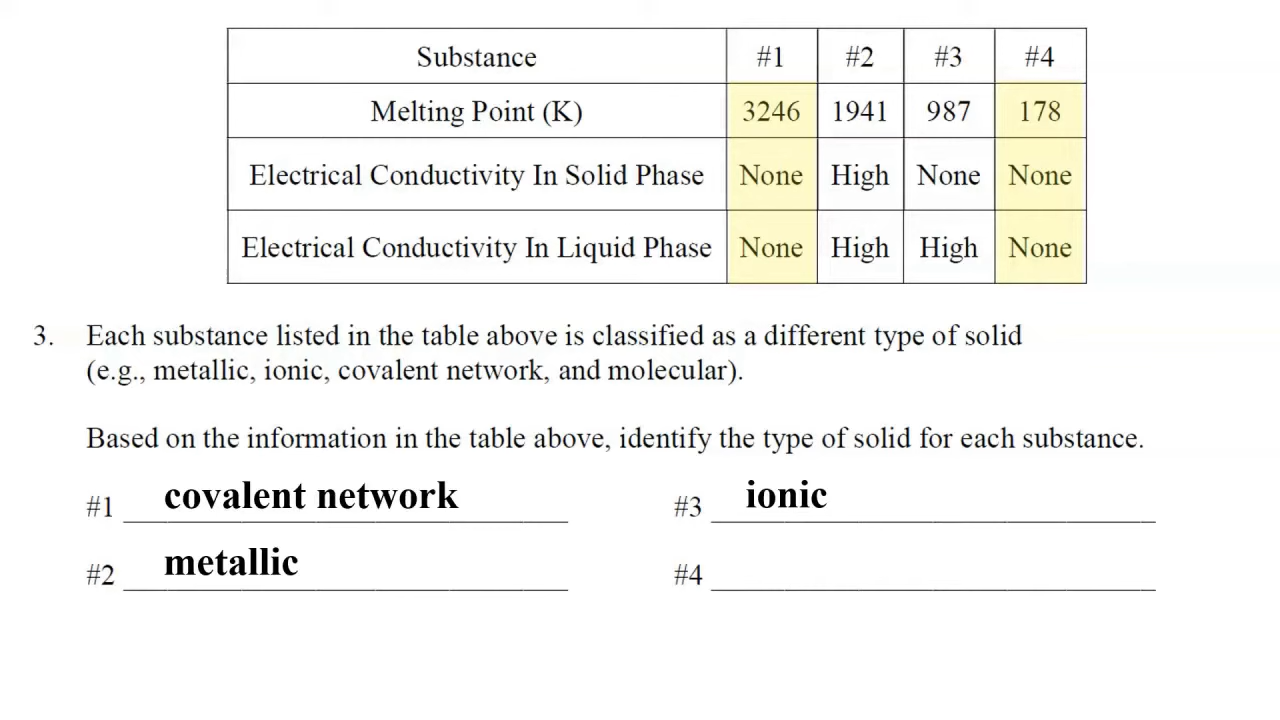 Substance #1 #2 #3 #4
Melting Point (K) 3246 1941 987 178
Electrical Conductivity In Solid Phase None High None None
Electrical Conductivity In Liquid Phase None High High None
3. Each substance listed in the table above is classified as a different type of solid
(e.g., metallic, ionic, covalent network, and molecular).
Based on the information in the table above, identify the type of solid for each substance.
#1 covalent network #3 ionic
#2 metallic #4